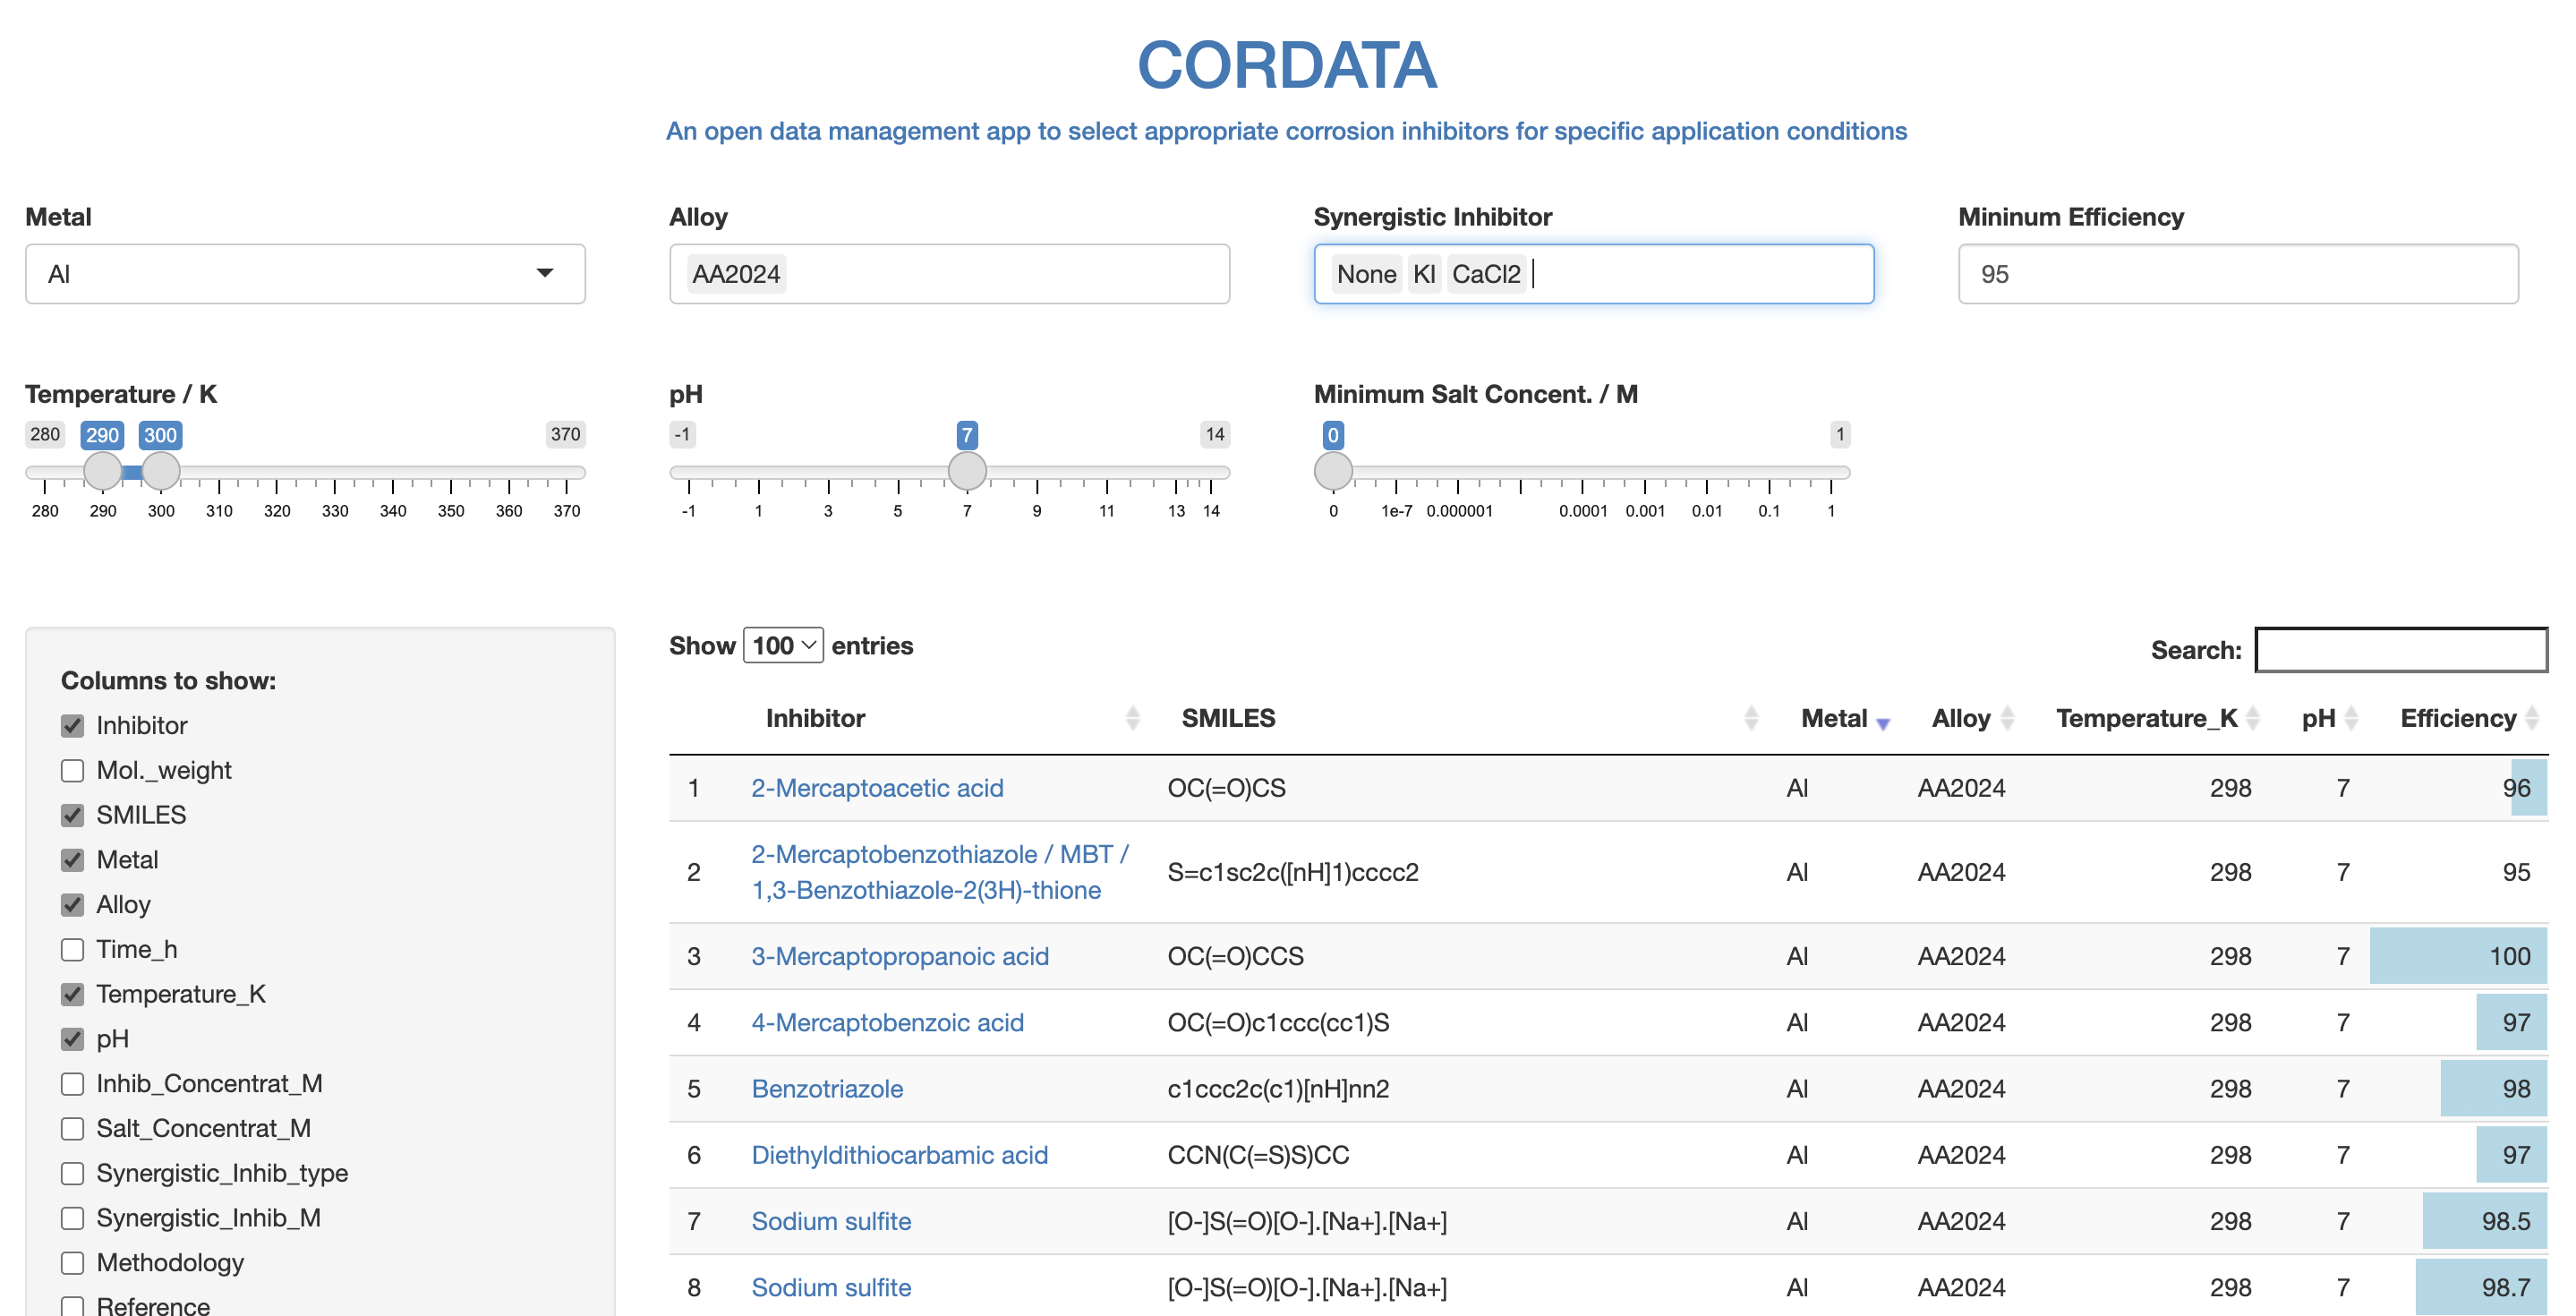 CORDATA
An open data management app to select appropriate corrosion inhibitors for specific application conditions
Metal
Alloy
Synergistic Inhibitor
Mininum Efficiency
Al
AA2024
None KI CaCl2
95
Temperature / K
pH
Minimum Salt Concent. / M
280 290 300 370
-1 7 14
0 1
280 290 300 310 320 330 340 350 360 370
-1 1 3 5 7 9 11 13 14
0 1e-7 0.000001 0.0001 0.001 0.01 0.1 1
Columns to show:
Inhibitor
Mol._weight
SMILES
Metal
Alloy
Time_h
Temperature_K
pH
Inhib_Concentrat_M
Salt_Concentrat_M
Synergistic_Inhib_type
Synergistic_Inhib_M
Methodology
Reference
Show 100 entries
Search:
Inhibitor SMILES Metal Alloy Temperature_K pH Efficiency
1 2-Mercaptoacetic acid OC(=O)CS Al AA2024 298 7 96
2 2-Mercaptobenzothiazole / MBT /
1,3-Benzothiazole-2(3H)-thione S=c1sc2c([nH]1)cccc2 Al AA2024 298 7 95
3 3-Mercaptopropanoic acid OC(=O)CCS Al AA2024 298 7 100
4 4-Mercaptobenzoic acid OC(=O)c1ccc(cc1)S Al AA2024 298 7 97
5 Benzotriazole c1ccc2c(c1)[nH]nn2 Al AA2024 298 7 98
6 Diethyldithiocarbamic acid CCN(C(=S)S)CC Al AA2024 298 7 97
7 Sodium sulfite [O-]S(=O)[O-].[Na+].[Na+] Al AA2024 298 7 98.5
8 Sodium sulfite [O-]S(=O)[O-].[Na+].[Na+] Al AA2024 298 7 98.7